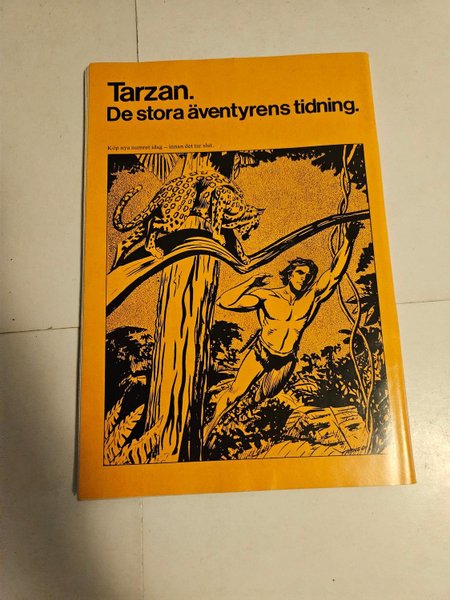 Tarzan.
De stora äventyrens tidning.
Köp nya numret idag – innan det tar slut.